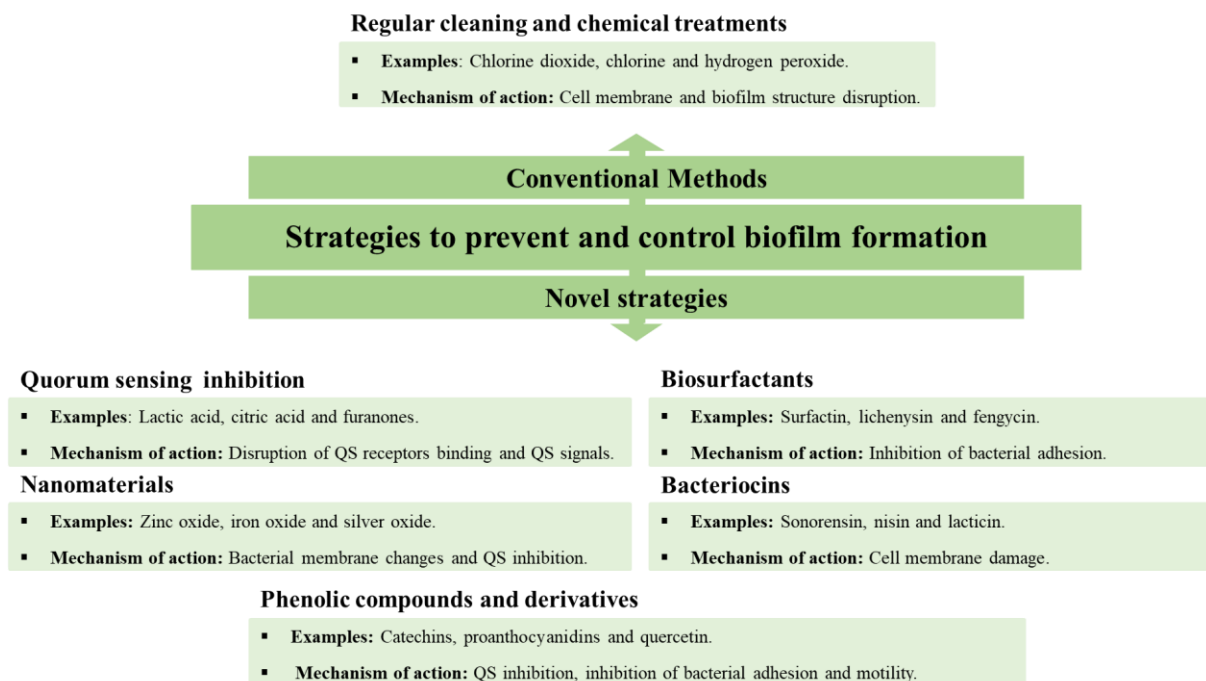 Regular cleaning and chemical treatments
▪ Examples: Chlorine dioxide, chlorine and hydrogen peroxide.
▪ Mechanism of action: Cell membrane and biofilm structure disruption.
Conventional Methods
Strategies to prevent and control biofilm formation
Novel strategies
Quorum sensing inhibition
▪ Examples: Lactic acid, citric acid and furanones.
▪ Mechanism of action: Disruption of QS receptors binding and QS signals.
Biosurfactants
▪ Examples: Surfactin, lichenysin and fengycin.
▪ Mechanism of action: Inhibition of bacterial adhesion.
Nanomaterials
▪ Examples: Zinc oxide, iron oxide and silver oxide.
▪ Mechanism of action: Bacterial membrane changes and QS inhibition.
Bacteriocins
▪ Examples: Sonorensin, nisin and lacticin.
▪ Mechanism of action: Cell membrane damage.
Phenolic compounds and derivatives
▪ Examples: Catechins, proanthocyanidins and quercetin.
▪ Mechanism of action: QS inhibition, inhibition of bacterial adhesion and motility.